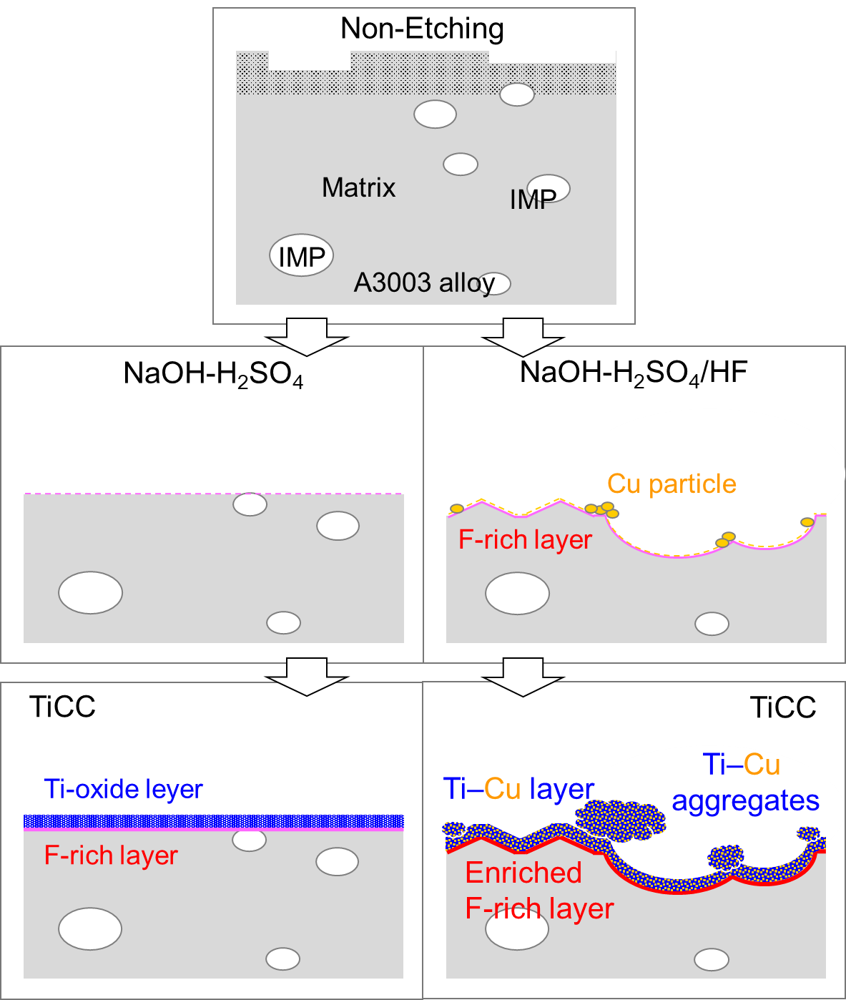 Non-Etching
Matrix
IMP
IMP
A3003 alloy
NaOH-H₂SO₄
NaOH-H₂SO₄/HF
Cu particle
F-rich layer
TiCC
TiCC
Ti-oxide leyer
F-rich layer
Ti–Cu layer
Ti–Cu
aggregates
Enriched
F-rich layer